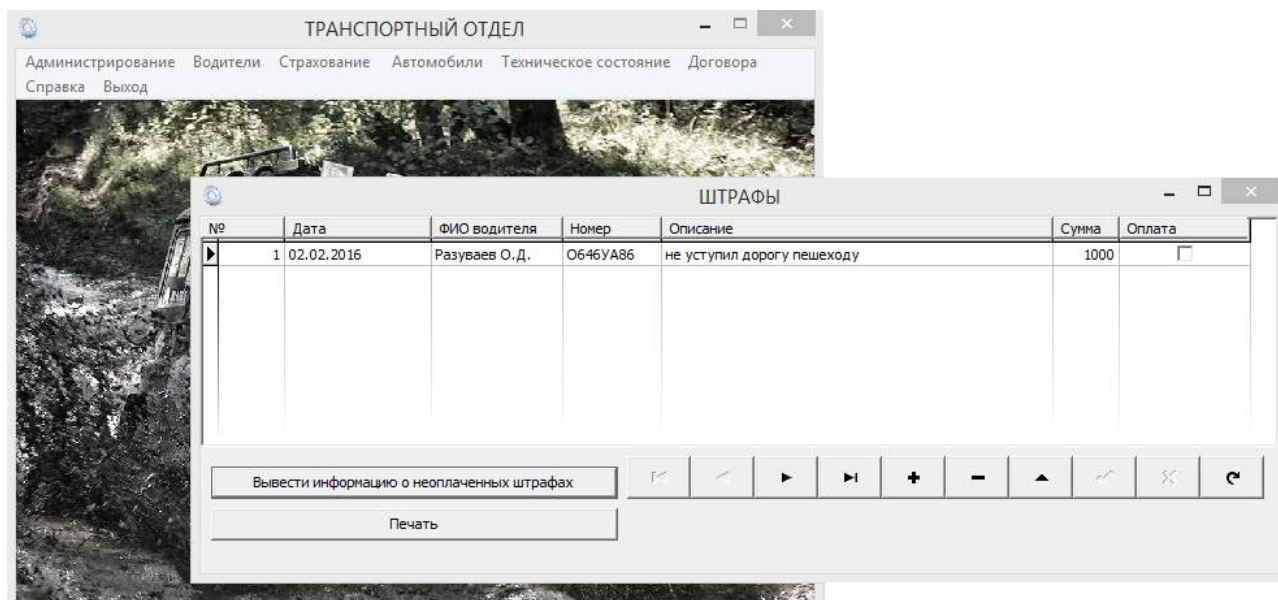 ТРАНСПОРТНЫЙ ОТДЕЛ
Администрирование Водители Страхование Автомобили Техническое состояние Договора
Справка Выход
ШТРАФЫ
№ Дата ФИО водителя Номер Описание Сумма Оплата
1 02.02.2016 Разуваев О.Д. О646УА86 не уступил дорогу пешеходу 1000
Вывести информацию о неоплаченных штрафах
Печать